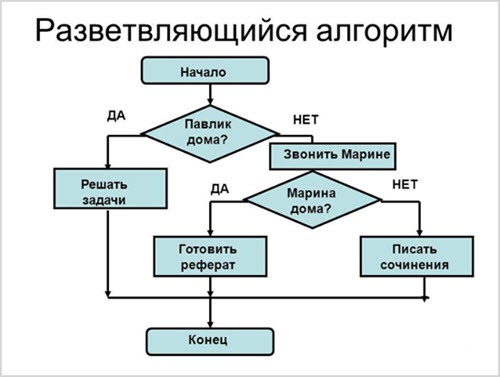 Разветвляющийся алгоритм
Начало
ДА
НЕТ
Павлик
дома?
Звонить Марине
Решать
задачи
ДА
НЕТ
Марина
дома?
Готовить
реферат
Писать
сочинения
Конец